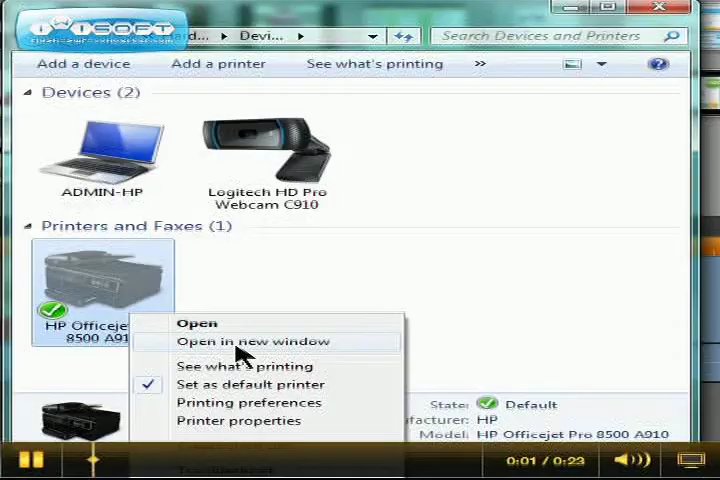 iWiSOFT
Devi...
Search Devices and Printers
Add a device
Add a printer
See what's printing
»
Devices (2)
ADMIN-HP
Logitech HD Pro
Webcam C910
Printers and Faxes (1)
HP Officejet
8500 A91
Open
Open in new window
See what's printing
Set as default printer
Printing preferences
Printer properties
State: Default
ufacturer: HP
Model: HP Officejet Pro 8500 A910
0:01 / 0:23